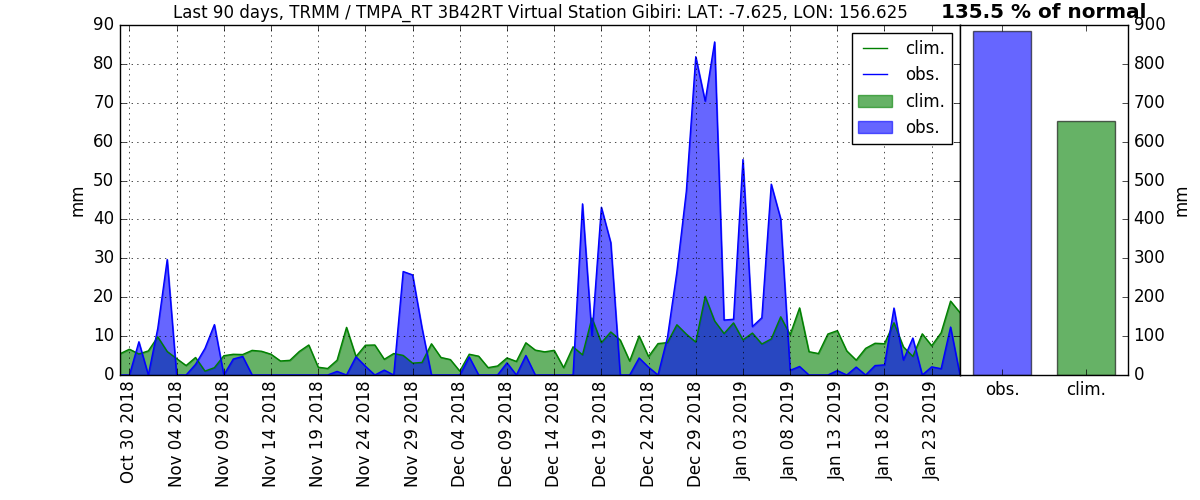 Last 90 days, TRMM / TMPA_RT 3B42RT Virtual Station Gibiri: LAT: -7.625, LON: 156.625
135.5 % of normal
90
80
70
60
50
40
30
20
10
0
mm
clim.
obs.
clim.
obs.
900
800
700
600
500
400
300
200
100
0
mm
obs.
clim.
Oct 30 2018
Nov 04 2018
Nov 09 2018
Nov 14 2018
Nov 19 2018
Nov 24 2018
Nov 29 2018
Dec 04 2018
Dec 09 2018
Dec 14 2018
Dec 19 2018
Dec 24 2018
Dec 29 2018
Jan 03 2019
Jan 08 2019
Jan 13 2019
Jan 18 2019
Jan 23 2019